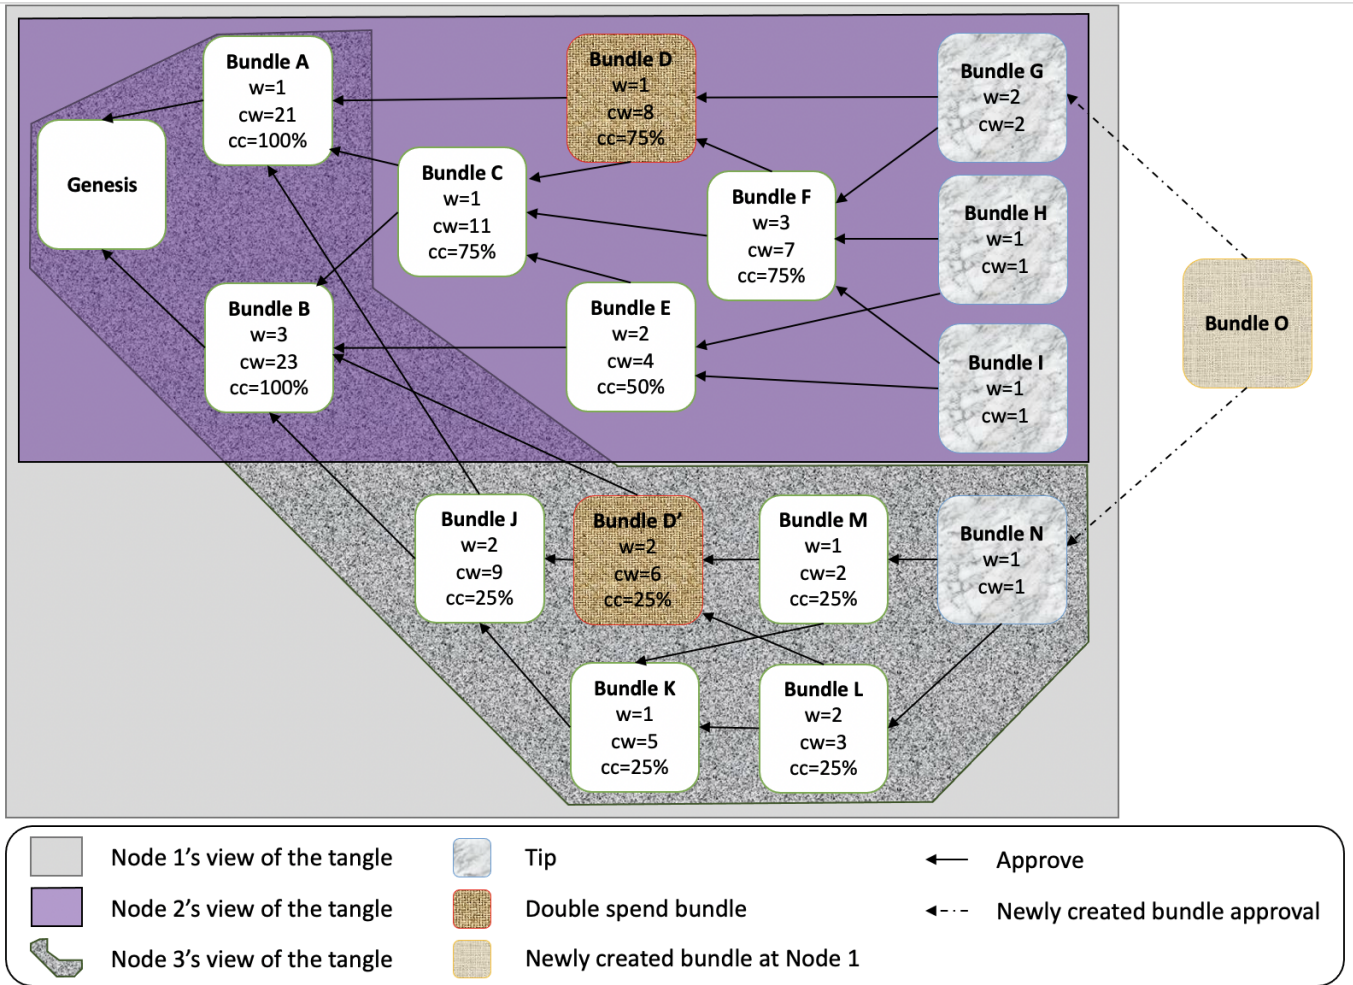 Bundle A
w=1
cw=21
cc=100%
Bundle D
w=1
cw=8
cc=75%
Bundle G
w=2
cw=2
Genesis
Bundle C
w=1
cw=11
cc=75%
Bundle F
w=3
cw=7
cc=75%
Bundle H
w=1
cw=1
Bundle B
w=3
cw=23
cc=100%
Bundle E
w=2
cw=4
cc=50%
Bundle I
w=1
cw=1
Bundle O
Bundle J
w=2
cw=9
cc=25%
Bundle D’
w=2
cw=6
cc=25%
Bundle M
w=1
cw=2
cc=25%
Bundle N
w=1
cw=1
Bundle K
w=1
cw=5
cc=25%
Bundle L
w=2
cw=3
cc=25%
Node 1’s view of the tangle
Node 2’s view of the tangle
Node 3’s view of the tangle
Tip
Double spend bundle
Newly created bundle at Node 1
Approve
Newly created bundle approval